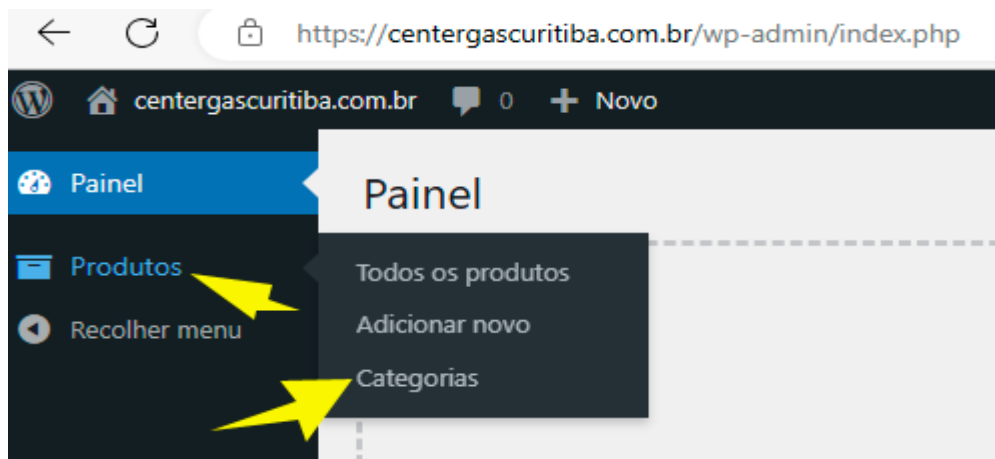 https://centergascuritiba.com.br/wp-admin/index.php
centergascuritiba.com.br 0 + Novo
Painel
Painel
Produtos
Todos os produtos
Adicionar novo
Recolher menu
Categorias